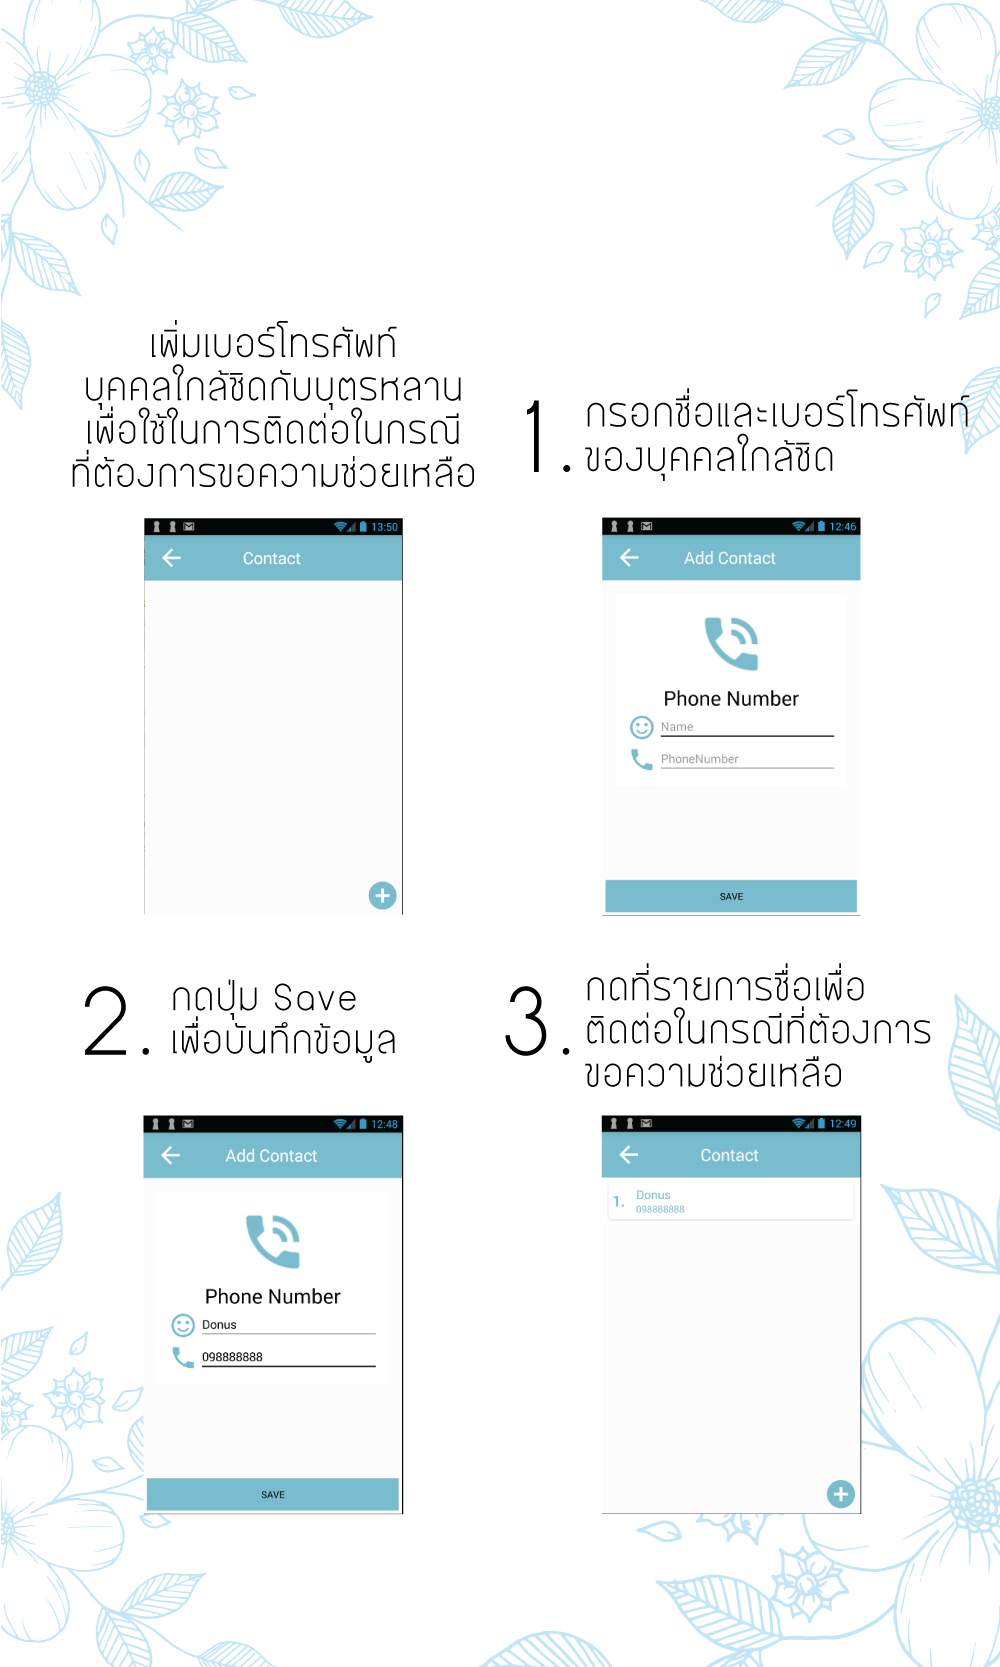 เพิ่มเบอร์โทรศัพท์
บุคคลใกล้ชิดกับบุตรหลาน
เพื่อใช้ในการติดต่อในกรณี
ที่ต้องการขอความช่วยเหลือ
1. กรอกชื่อและเบอร์โทรศัพท์
ของบุคคลใกล้ชิด
13:50
Contact
12:46
Add Contact
Phone Number
Name
PhoneNumber
SAVE
2. กดปุ่ม Save
เพื่อบันทึกข้อมูล
3. กดที่รายการชื่อเพื่อ
ติดต่อในกรณีที่ต้องการ
ขอความช่วยเหลือ
12:48
Add Contact
Phone Number
Donus
098888888
SAVE
12:49
Contact
1. Donus
098888888